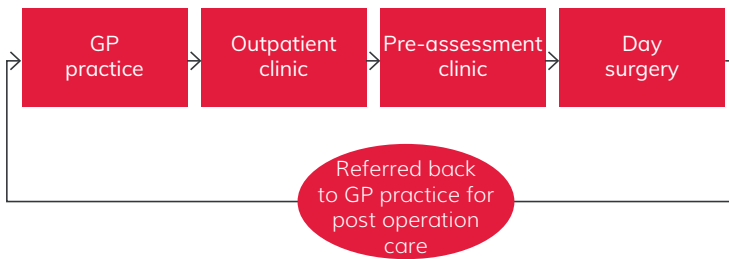 GP
practice
Outpatient
clinic
Pre-assessment
clinic
Day
surgery
Referred back
to GP practice for
post operation
care